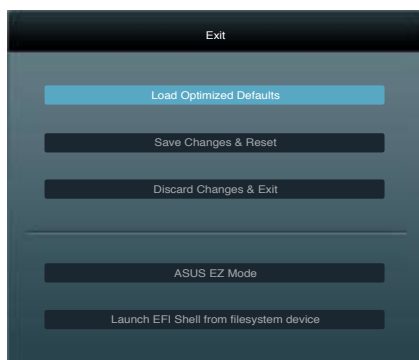 Exit
Load Optimized Defaults
Save Changes & Reset
Discard Changes & Exit
ASUS EZ Mode
Launch EFI Shell from filesystem device